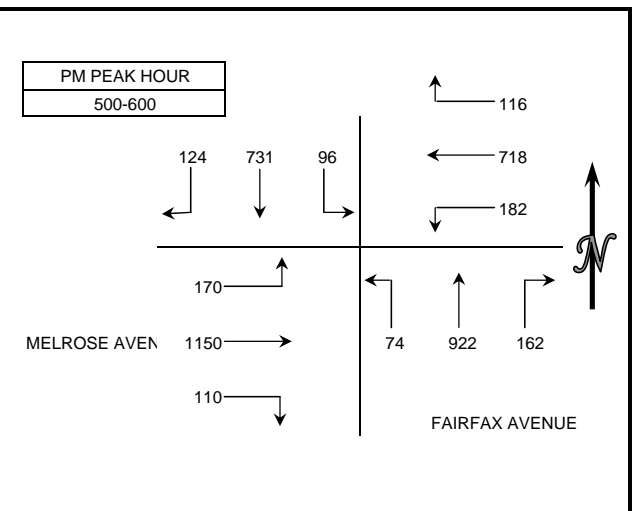 PM PEAK HOUR
500-600
116
124 731 96
718
182
170
N
MELROSE AVEN 1150
74 922 162
110
FAIRFAX AVENUE